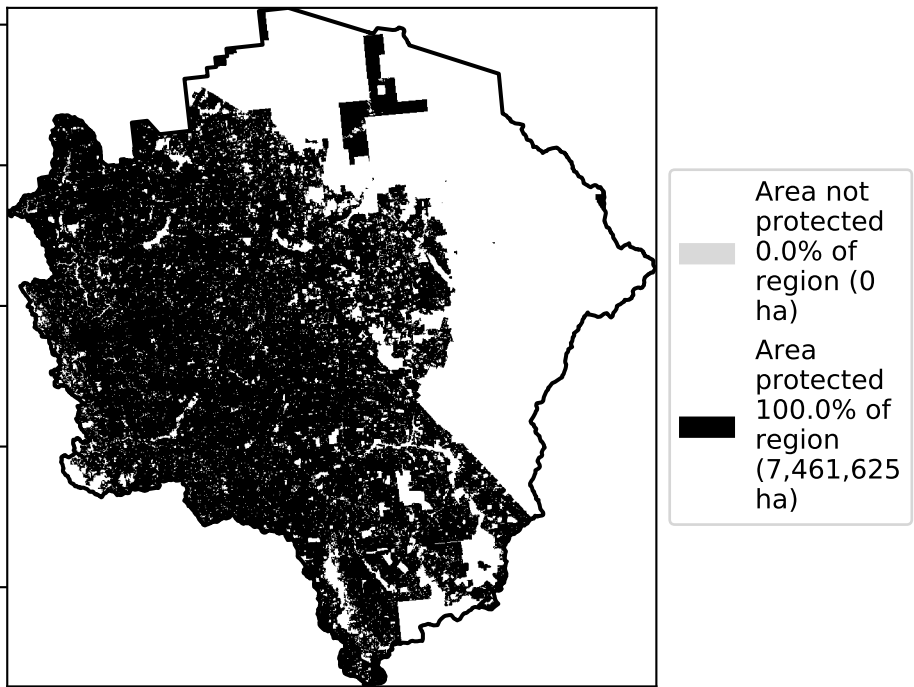 Area not
protected
0.0% of
region (0
ha)
Area
protected
100.0% of
region
(7,461,625
ha)